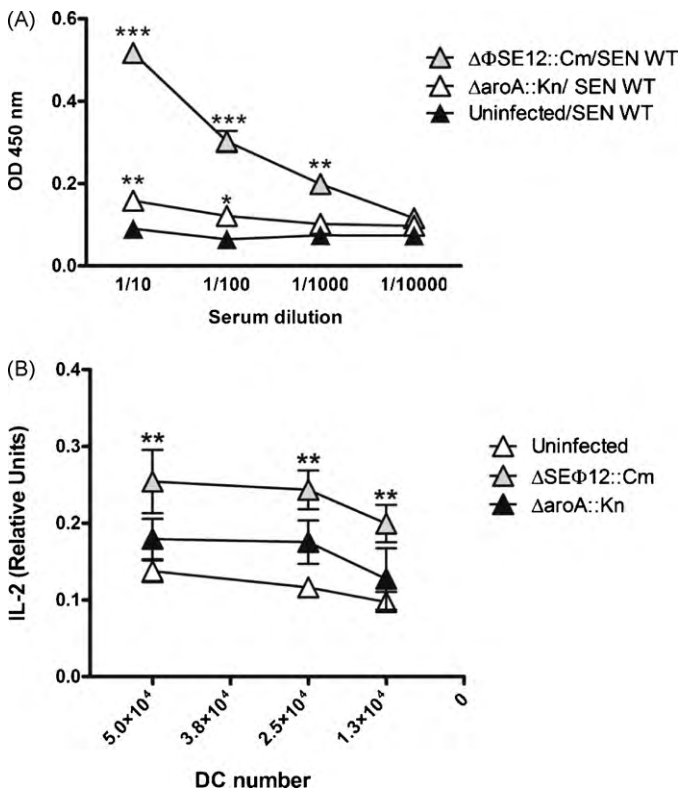 (A)
0.6
0.4
0.2
0.0
OD 450 nm
***
***
**
**
*
ΔΦSE12::Cm/SEN WT
ΔaroA::Kn/ SEN WT
Uninfected/SEN WT
1/10 1/100 1/1000 1/10000
Serum dilution
(B)
0.4
0.3
0.2
0.1
0.0
IL-2 (Relative Units)
**
**
**
Uninfected
ΔSEΦ12::Cm
ΔaroA::Kn
5.0×10⁴ 3.8×10⁴ 2.5×10⁴ 1.3×10⁴ 0
DC number